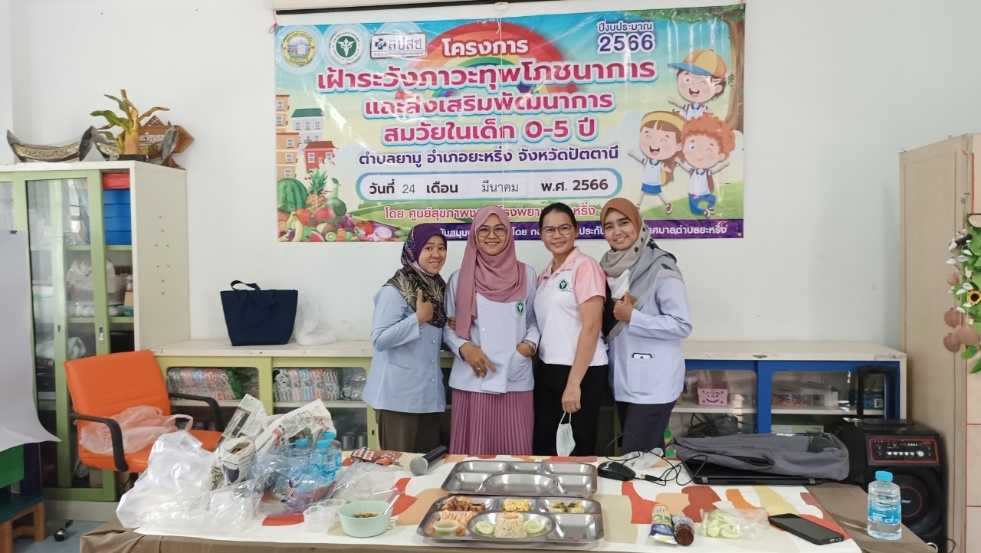 สปสช
ปีงบประมาณ
2566
โครงการ
เฝ้าระวังภาวะทุพโภชนาการ
และส่งเสริมพัฒนาการ
สมวัยในเด็ก 0-5 ปี
ตำบลยามู อำเภอยะหริ่ง จังหวัดปัตตานี
วันที่ 24 เดือน มีนาคม พ.ศ. 2566
โดย ศูนย์สุขภาพ
โดย